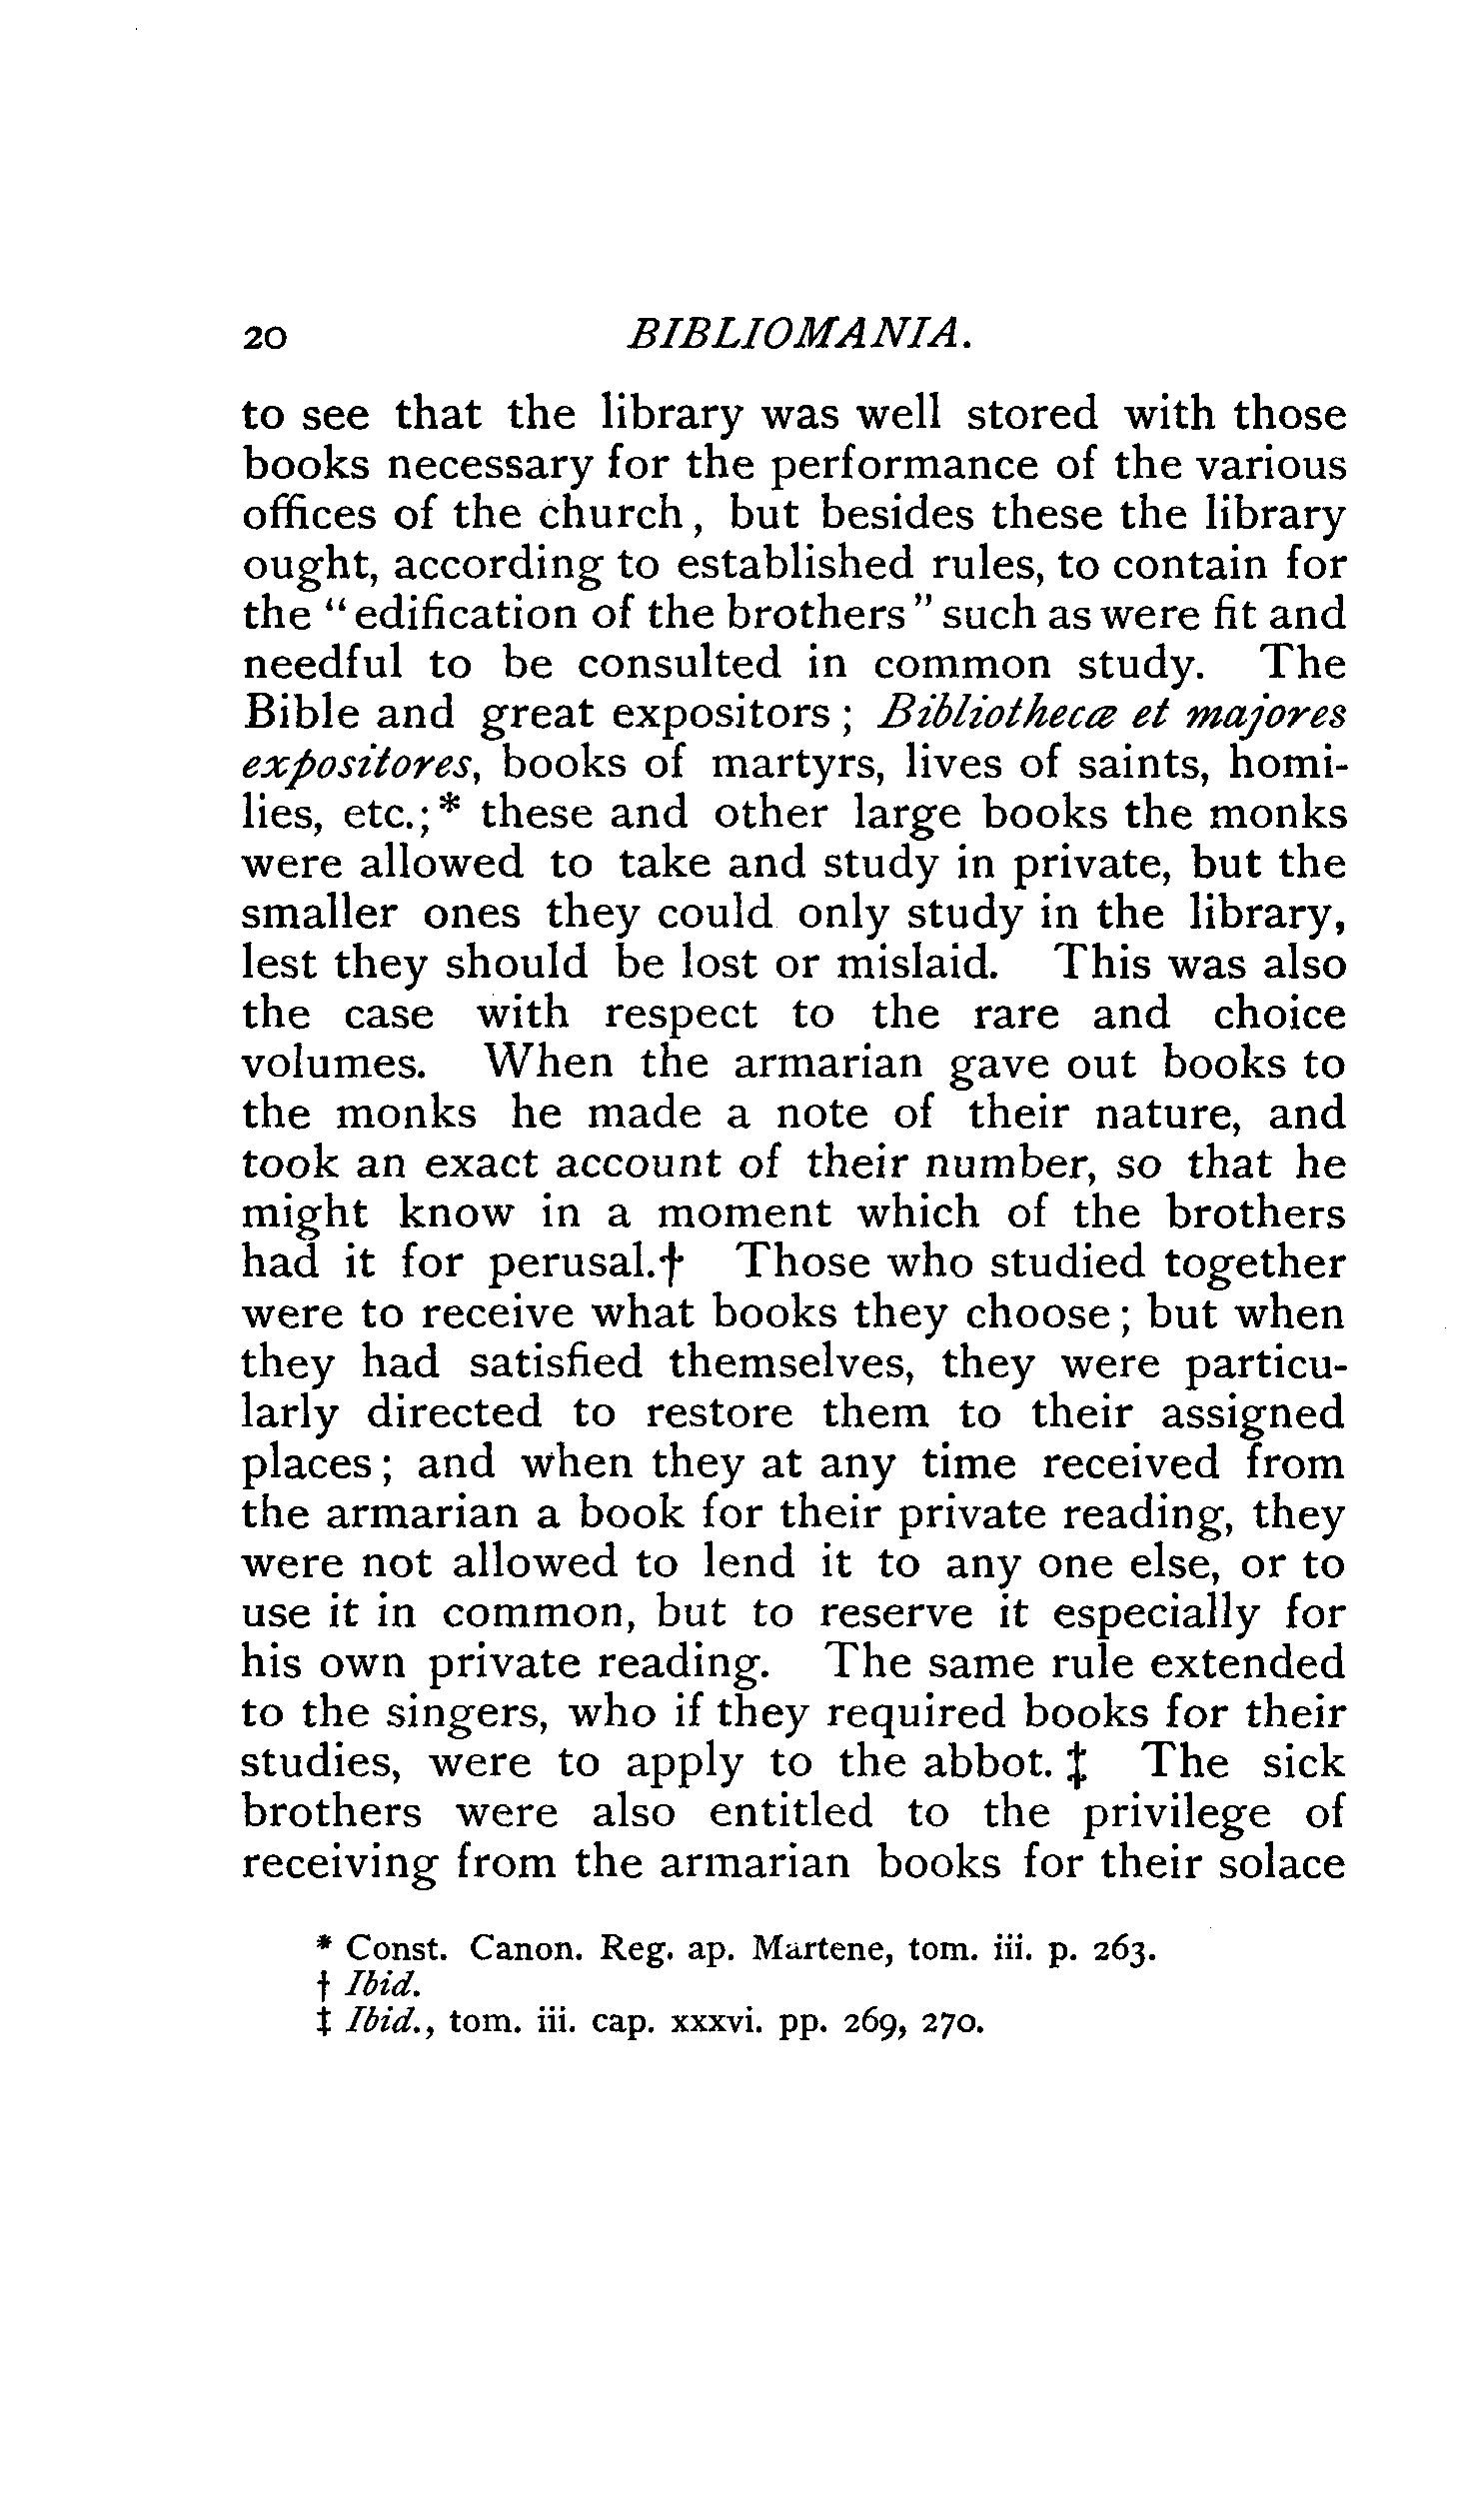 20 BIBLIOMANIA.
to see that the library was well stored with those
books necessary for the performance of the various
offices of the church, but besides these the library
ought, according to established rules, to contain for
the “edification of the brothers” such as were fit and
needful to be consulted in common study. The
Bible and great expositors; Bibliothecæ et majores
expositores, books of martyrs, lives of saints, homi-
lies, etc.;* these and other large books the monks
were allowed to take and study in private, but the
smaller ones they could only study in the library,
lest they should be lost or mislaid. This was also
the case with respect to the rare and choice
volumes. When the armarian gave out books to
the monks he made a note of their nature, and
took an exact account of their number, so that he
might know in a moment which of the brothers
had it for perusal.† Those who studied together
were to receive what books they choose; but when
they had satisfied themselves, they were particu-
larly directed to restore them to their assigned
places; and when they at any time received from
the armarian a book for their private reading, they
were not allowed to lend it to any one else, or to
use it in common, but to reserve it especially for
his own private reading. The same rule extended
to the singers, who if they required books for their
studies, were to apply to the abbot.‡ The sick
brothers were also entitled to the privilege of
receiving from the armarian books for their solace
* Const. Canon. Reg. ap. Martene, tom. iii. p. 263.
† Ibid.
‡ Ibid., tom. iii. cap. xxxvi. pp. 269, 270.